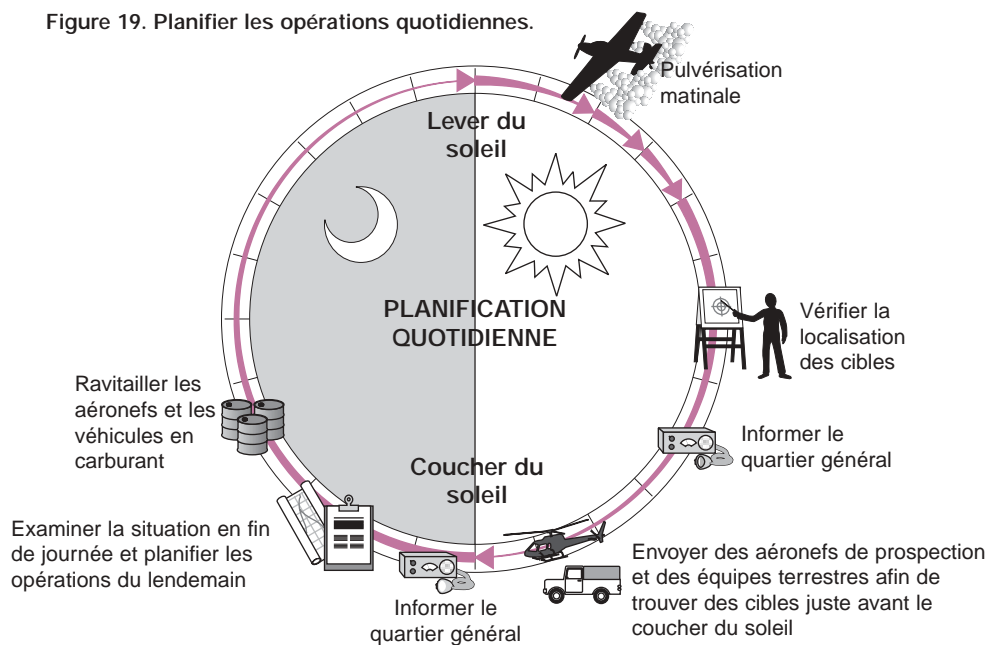 Figure 19. Planifier les opérations quotidiennes.
Pulvérisation
matinale
Lever du
soleil
PLANIFICATION
QUOTIDIENNE
Vérifier la
localisation
des cibles
Informer le
quartier général
Coucher du
soleil
Envoyer des aéronefs de prospection
et des équipes terrestres afin de
trouver des cibles juste avant le
coucher du soleil
Informer le
quartier général
Examiner la situation en fin
de journée et planifier les
opérations du lendemain
Ravitailler les
aéronefs et les
véhicules en
carburant